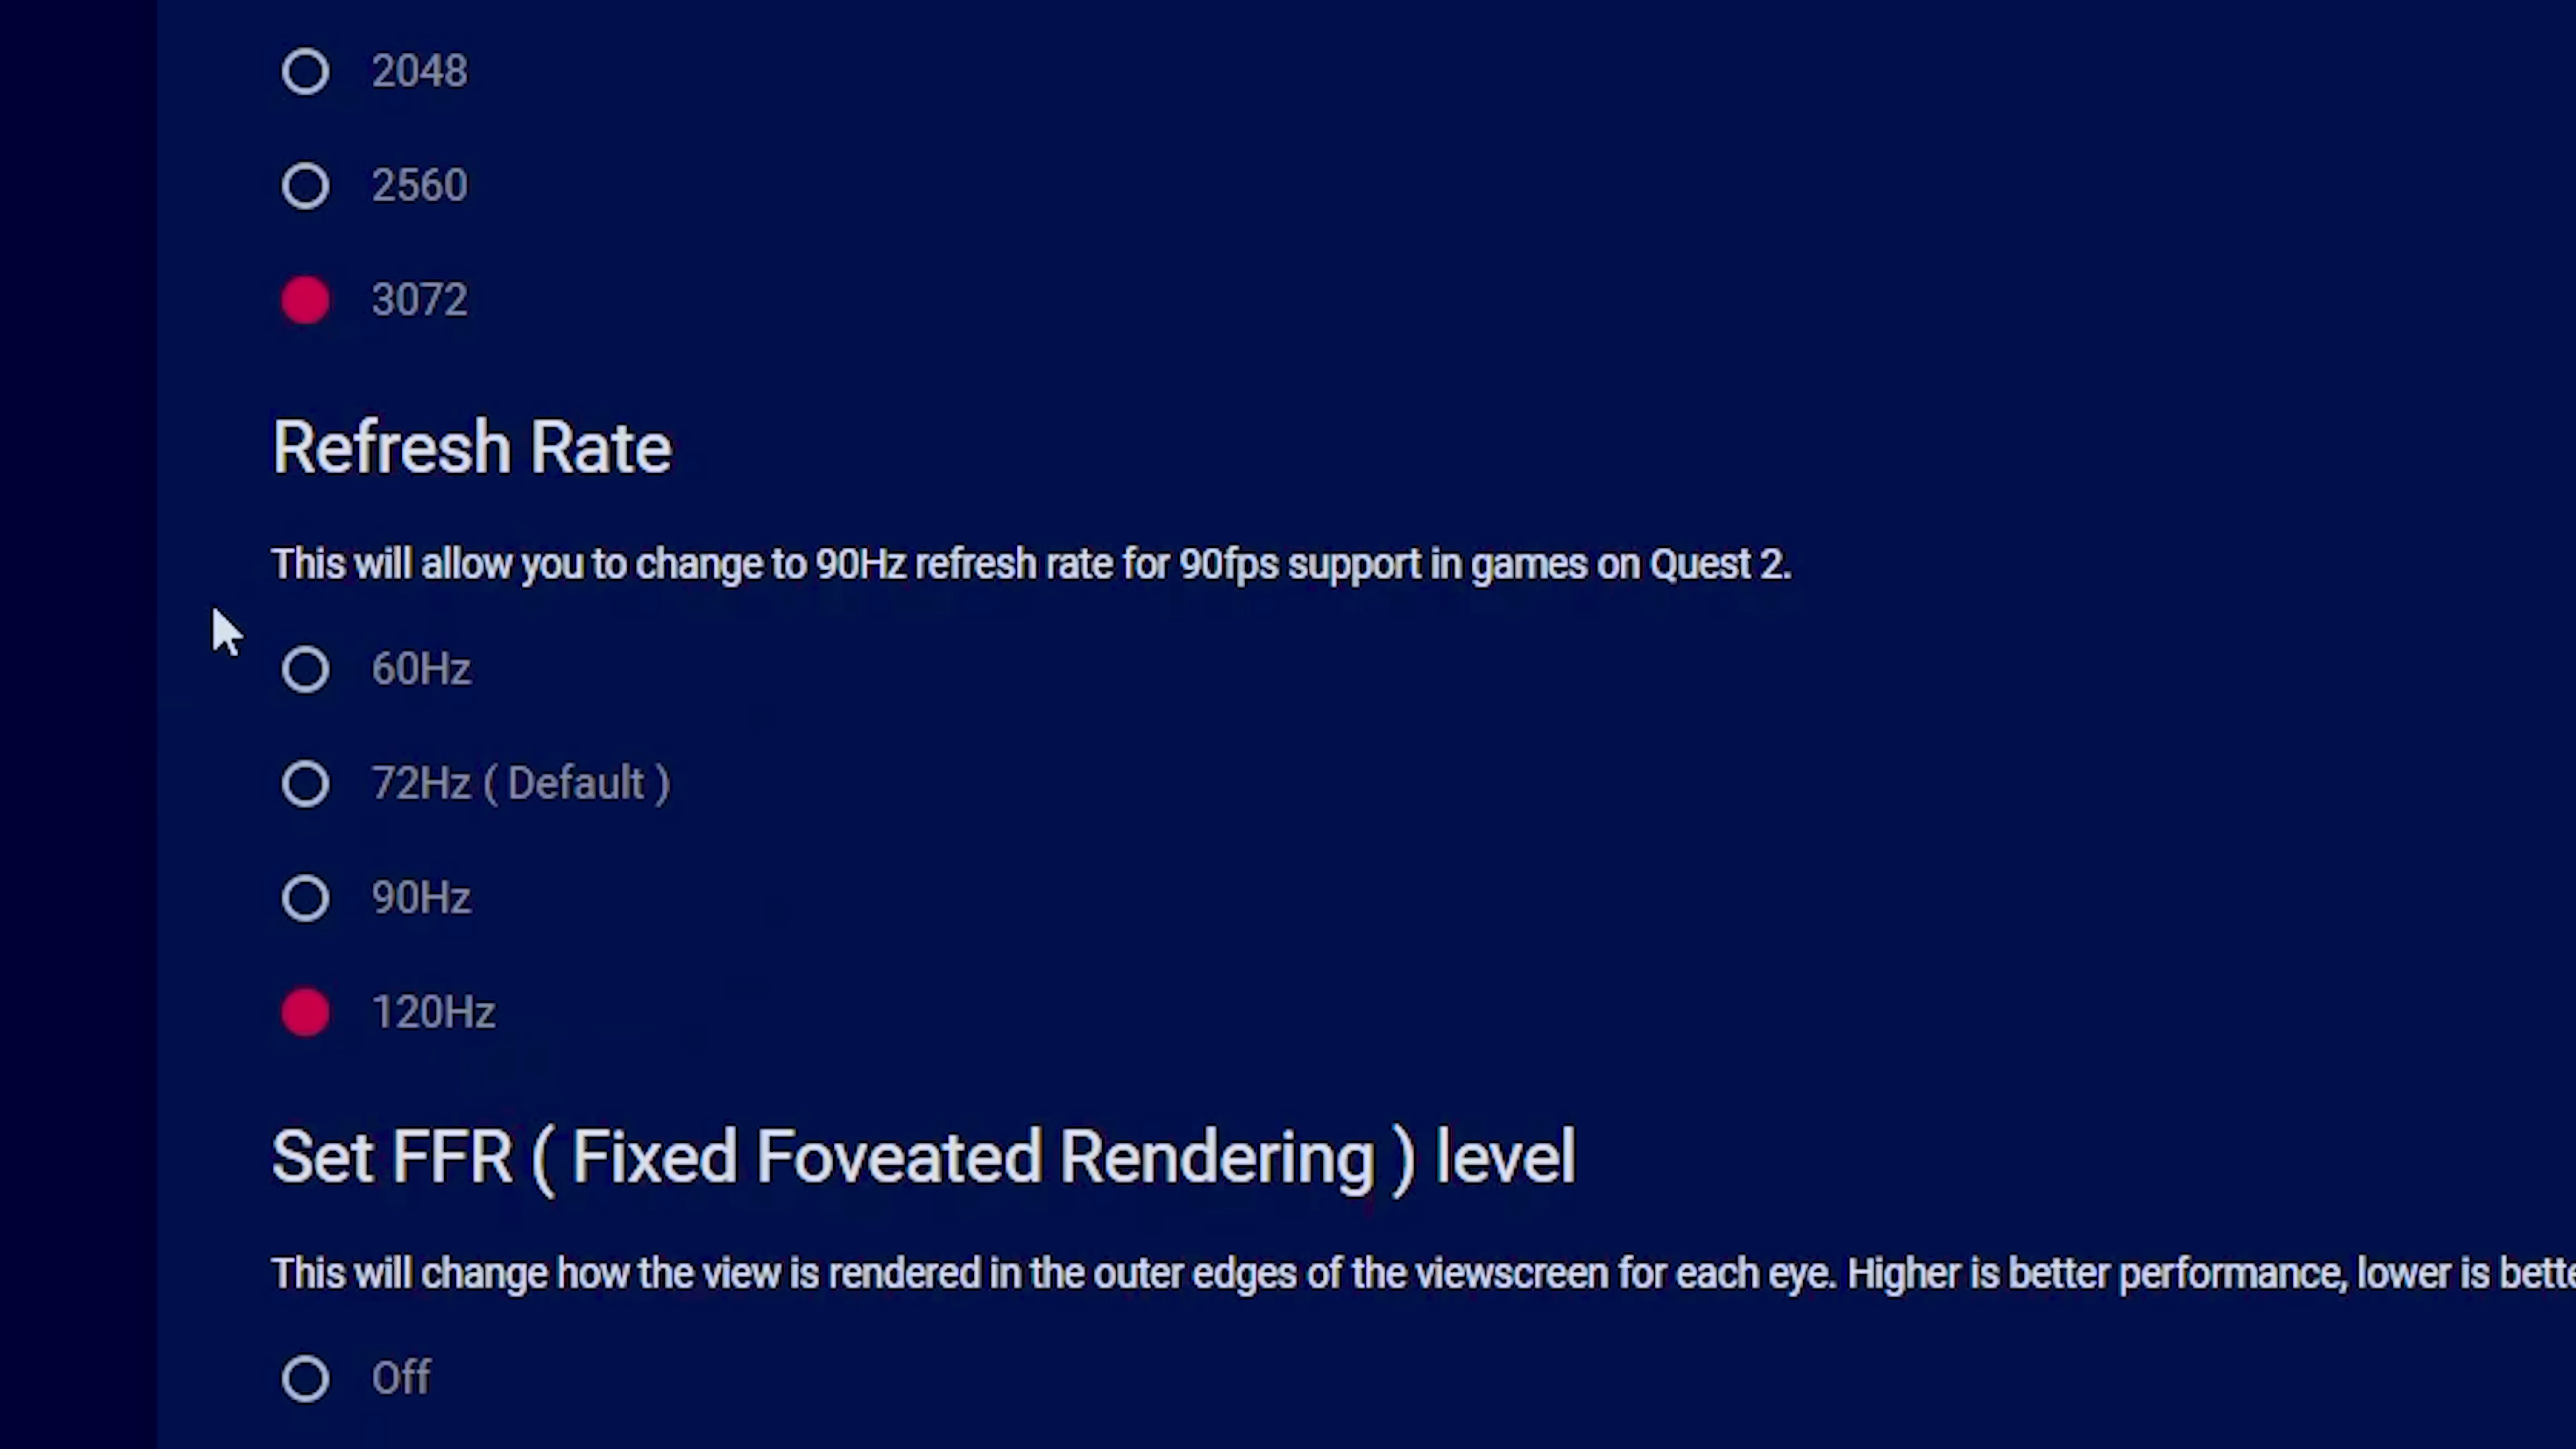 2048
2560
3072
Refresh Rate
This will allow you to change to 90Hz refresh rate for 90fps support in games on Quest 2.
60Hz
72Hz ( Default )
90Hz
120Hz
Set FFR ( Fixed Foveated Rendering ) level
This will change how the view is rendered in the outer edges of the viewscreen for each eye. Higher is better performance, lower is bette
Off